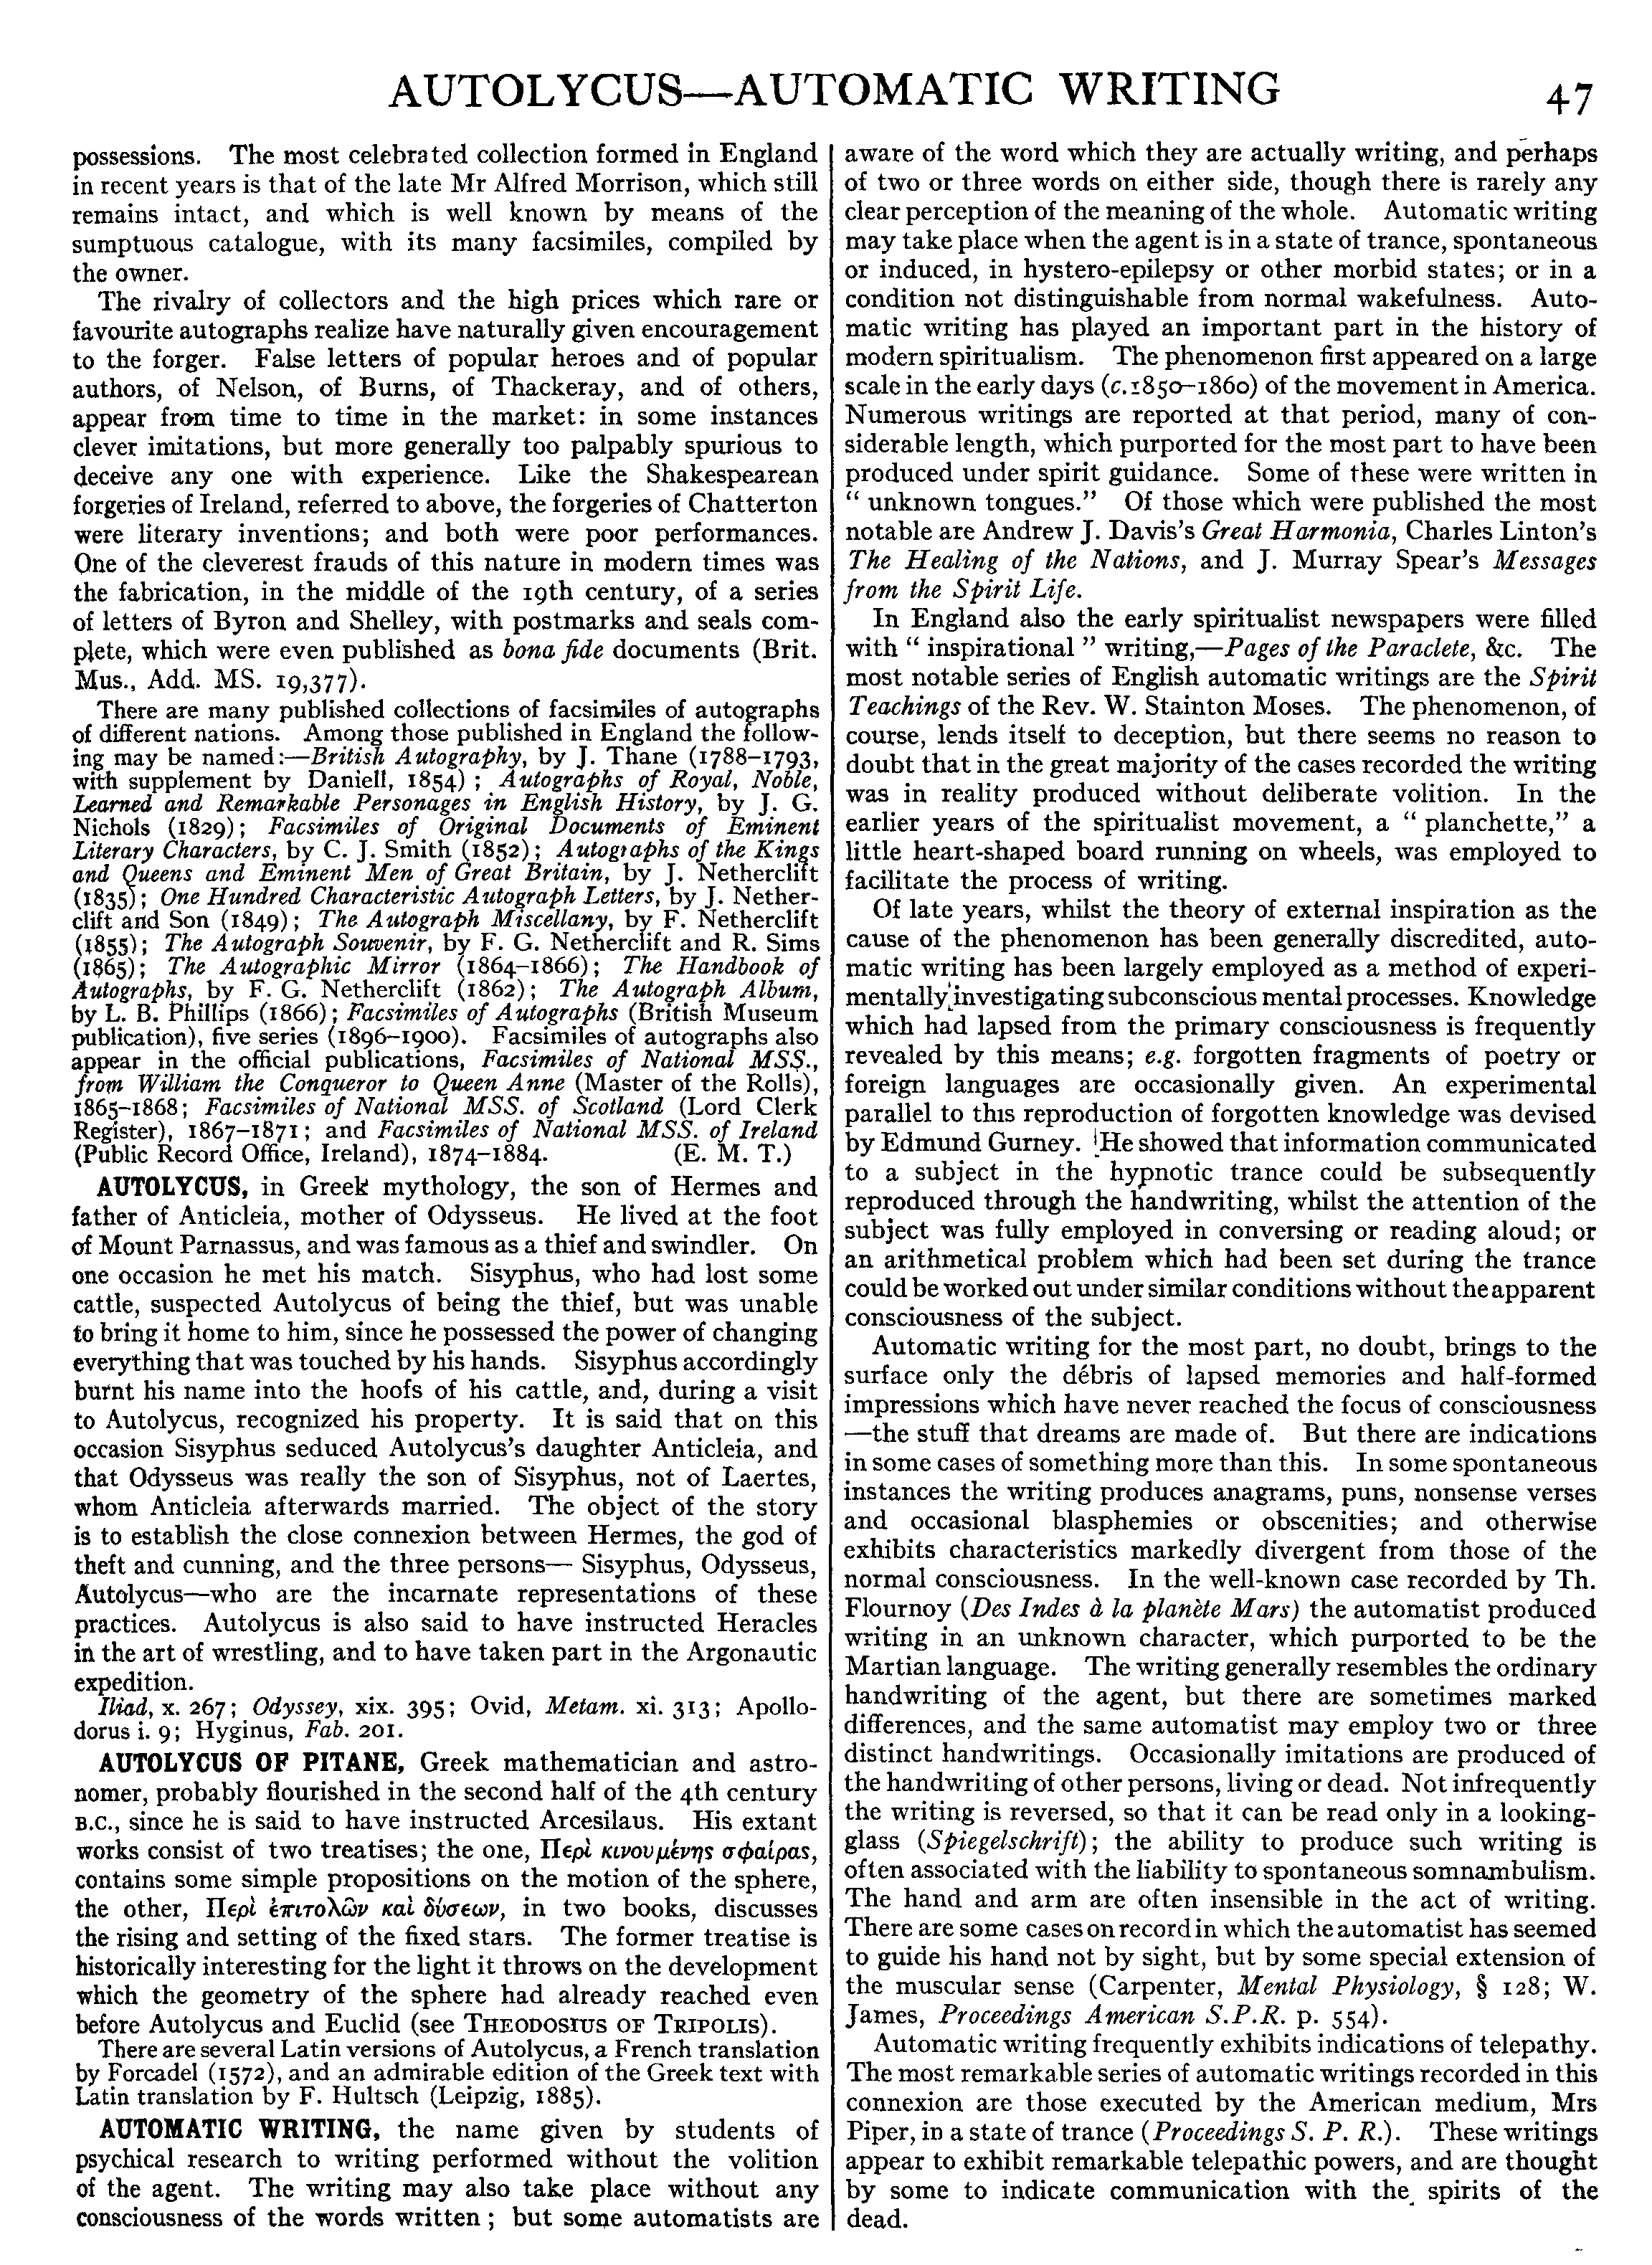 AUTOLYCUS—AUTOMATIC WRITING
47
possessions. The most celebrated collection formed in England
in recent years is that of the late Mr Alfred Morrison, which still
remains intact, and which is well known by means of the
sumptuous catalogue, with its many facsimiles, compiled by
the owner.
The rivalry of collectors and the high prices which rare or
favourite autographs realize have naturally given encouragement
to the forger. False letters of popular heroes and of popular
authors, of Nelson, of Burns, of Thackeray, and of others,
appear from time to time in the market: in some instances
clever imitations, but more generally too palpably spurious to
deceive any one with experience. Like the Shakespearean
forgeries of Ireland, referred to above, the forgeries of Chatterton
were literary inventions; and both were poor performances.
One of the cleverest frauds of this nature in modern times was
the fabrication, in the middle of the 19th century, of a series
of letters of Byron and Shelley, with postmarks and seals com-
plete, which were even published as bona fide documents (Brit.
Mus., Add. MS. 19,377).
There are many published collections of facsimiles of autographs
of different nations. Among those published in England the follow-
ing may be named:—British Autography, by J. Thane (1788–1793,
with supplement by Daniell, 1854); Autographs of Royal, Noble,
Learned and Remarkable Personages in English History, by J. G.
Nichols (1829); Facsimiles of Original Documents of Eminent
Literary Characters, by C. J. Smith (1852); Autographs of the Kings
and Queens and Eminent Men of Great Britain, by J. Netherclift
(1835); One Hundred Characteristic Autograph Letters, by J. Nether-
clift and Son (1849); The Autograph Miscellany, by F. Netherclift
(1855); The Autograph Souvenir, by F. G. Netherclift and R. Sims
(1865); The Autographic Mirror (1864–1866); The Handbook of
Autographs, by F. G. Netherclift (1862); The Autograph Album,
by L. B. Phillips (1866); Facsimiles of Autographs (British Museum
publication), five series (1896–1900). Facsimiles of autographs also
appear in the official publications, Facsimiles of National MSS.,
from William the Conqueror to Queen Anne (Master of the Rolls),
1865–1868; Facsimiles of National MSS. of Scotland (Lord Clerk
Register), 1867–1871; and Facsimiles of National MSS. of Ireland
(Public Record Office, Ireland), 1874–1884. (E. M. T.)
AUTOLYCUS, in Greek mythology, the son of Hermes and
father of Anticleia, mother of Odysseus. He lived at the foot
of Mount Parnassus, and was famous as a thief and swindler. On
one occasion he met his match. Sisyphus, who had lost some
cattle, suspected Autolycus of being the thief, but was unable
to bring it home to him, since he possessed the power of changing
everything that was touched by his hands. Sisyphus accordingly
burnt his name into the hoofs of his cattle, and, during a visit
to Autolycus, recognized his property. It is said that on this
occasion Sisyphus seduced Autolycus's daughter Anticleia, and
that Odysseus was really the son of Sisyphus, not of Laertes,
whom Anticleia afterwards married. The object of the story
is to establish the close connexion between Hermes, the god of
theft and cunning, and the three persons— Sisyphus, Odysseus,
Autolycus—who are the incarnate representations of these
practices. Autolycus is also said to have instructed Heracles
in the art of wrestling, and to have taken part in the Argonautic
expedition.
Iliad, x. 267; Odyssey, xix. 395; Ovid, Metam. xi. 313; Apollo-
dorus i. 9; Hyginus, Fab. 201.
AUTOLYCUS OF PITANE, Greek mathematician and astro-
nomer, probably flourished in the second half of the 4th century
B.C., since he is said to have instructed Arcesilaus. His extant
works consist of two treatises; the one, Περὶ κινουμένης σφαίρας,
contains some simple propositions on the motion of the sphere,
the other, Περὶ ἐπιτολῶν καὶ δύσεων, in two books, discusses
the rising and setting of the fixed stars. The former treatise is
historically interesting for the light it throws on the development
which the geometry of the sphere had already reached even
before Autolycus and Euclid (see THEODOSIUS OF TRIPOLIS).
There are several Latin versions of Autolycus, a French translation
by Forcadel (1572), and an admirable edition of the Greek text with
Latin translation by F. Hultsch (Leipzig, 1885).
AUTOMATIC WRITING, the name given by students of
psychical research to writing performed without the volition
of the agent. The writing may also take place without any
consciousness of the words written; but some automatists are
aware of the word which they are actually writing, and perhaps
of two or three words on either side, though there is rarely any
clear perception of the meaning of the whole. Automatic writing
may take place when the agent is in a state of trance, spontaneous
or induced, in hystero-epilepsy or other morbid states; or in a
condition not distinguishable from normal wakefulness. Auto-
matic writing has played an important part in the history of
modern spiritualism. The phenomenon first appeared on a large
scale in the early days (c. 1850–1860) of the movement in America.
Numerous writings are reported at that period, many of con-
siderable length, which purported for the most part to have been
produced under spirit guidance. Some of these were written in
“ unknown tongues.” Of those which were published the most
notable are Andrew J. Davis's Great Harmonia, Charles Linton's
The Healing of the Nations, and J. Murray Spear's Messages
from the Spirit Life.
In England also the early spiritualist newspapers were filled
with “ inspirational ” writing,—Pages of the Paraclete, &c. The
most notable series of English automatic writings are the Spirit
Teachings of the Rev. W. Stainton Moses. The phenomenon, of
course, lends itself to deception, but there seems no reason to
doubt that in the great majority of the cases recorded the writing
was in reality produced without deliberate volition. In the
earlier years of the spiritualist movement, a “ planchette,” a
little heart-shaped board running on wheels, was employed to
facilitate the process of writing.
Of late years, whilst the theory of external inspiration as the
cause of the phenomenon has been generally discredited, auto-
matic writing has been largely employed as a method of experi-
mentally investigating subconscious mental processes. Knowledge
which had lapsed from the primary consciousness is frequently
revealed by this means; e.g. forgotten fragments of poetry or
foreign languages are occasionally given. An experimental
parallel to this reproduction of forgotten knowledge was devised
by Edmund Gurney. He showed that information communicated
to a subject in the hypnotic trance could be subsequently
reproduced through the handwriting, whilst the attention of the
subject was fully employed in conversing or reading aloud; or
an arithmetical problem which had been set during the trance
could be worked out under similar conditions without the apparent
consciousness of the subject.
Automatic writing for the most part, no doubt, brings to the
surface only the débris of lapsed memories and half-formed
impressions which have never reached the focus of consciousness
—the stuff that dreams are made of. But there are indications
in some cases of something more than this. In some spontaneous
instances the writing produces anagrams, puns, nonsense verses
and occasional blasphemies or obscenities; and otherwise
exhibits characteristics markedly divergent from those of the
normal consciousness. In the well-known case recorded by Th.
Flournoy (Des Indes à la planète Mars) the automatist produced
writing in an unknown character, which purported to be the
Martian language. The writing generally resembles the ordinary
handwriting of the agent, but there are sometimes marked
differences, and the same automatist may employ two or three
distinct handwritings. Occasionally imitations are produced of
the handwriting of other persons, living or dead. Not infrequently
the writing is reversed, so that it can be read only in a looking-
glass (Spiegelschrift); the ability to produce such writing is
often associated with the liability to spontaneous somnambulism.
The hand and arm are often insensible in the act of writing.
There are some cases on record in which the automatist has seemed
to guide his hand not by sight, but by some special extension of
the muscular sense (Carpenter, Mental Physiology, § 128; W.
James, Proceedings American S.P.R. p. 554).
Automatic writing frequently exhibits indications of telepathy.
The most remarkable series of automatic writings recorded in this
connexion are those executed by the American medium, Mrs
Piper, in a state of trance (Proceedings S. P. R.). These writings
appear to exhibit remarkable telepathic powers, and are thought
by some to indicate communication with the spirits of the
dead.